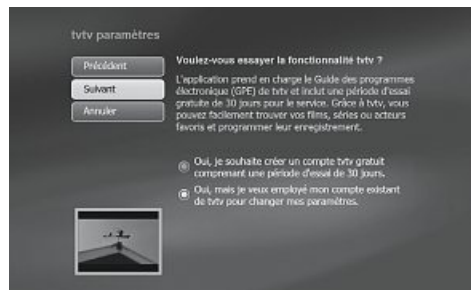 tvtv paramètres
Précédent
Suivant
Annuler
Voulez-vous essayer la fonctionnalité tvtv ?
L'application prend en charge le Guide des programmes
électronique (GPE) de tvtv et inclut une période d'essai
gratuite de 30 jours pour le service. Grâce à tvtv, vous
pouvez facilement trouver vos films, séries ou acteurs
favoris et programmer leur enregistrement.
Oui, je souhaite créer un compte tvtv gratuit
comprenant une période d'essai de 30 jours.
Oui, mais je veux employé mon compte existant
de tvtv pour changer mes paramètres.